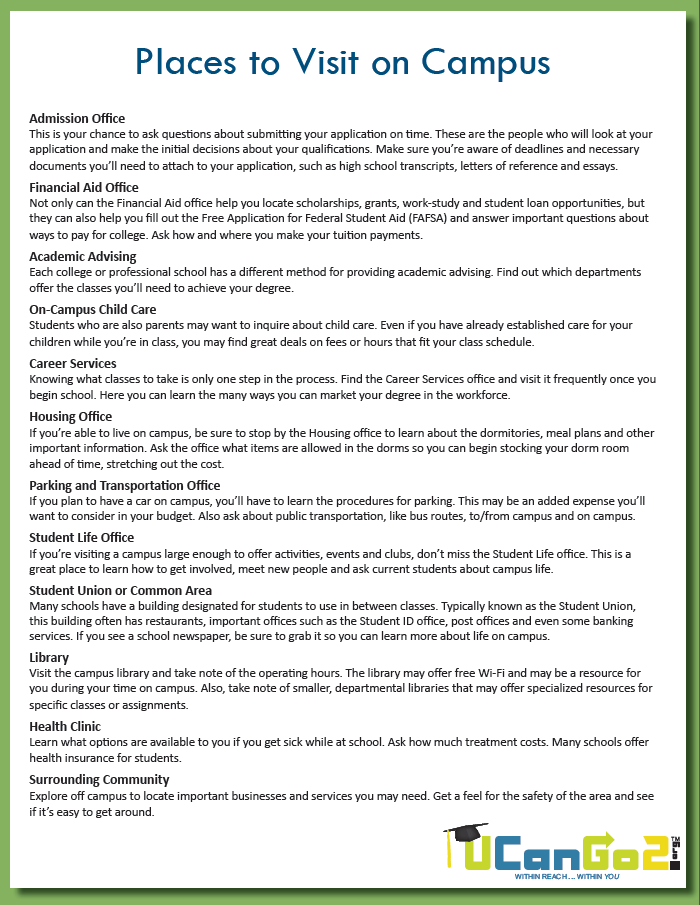 Places to Visit on Campus
Admission Office
This is your chance to ask questions about submitting your application on time. These are the people who will look at your
application and make the initial decisions about your qualifications. Make sure you're aware of deadlines and necessary
documents you'll need to attach to your application, such as high school transcripts, letters of reference and essays.
Financial Aid Office
Not only can the Financial Aid office help you locate scholarships, grants, work-study and student loan opportunities, but
they can also help you fill out the Free Application for Federal Student Aid (FAFSA) and answer important questions about
ways to pay for college. Ask how and where you make your tuition payments.
Academic Advising
Each college or professional school has a different method for providing academic advising. Find out which departments
offer the classes you'll need to achieve your degree.
On-Campus Child Care
Students who are also parents may want to inquire about child care. Even if you have already established care for your
children while you're in class, you may find great deals on fees or hours that fit your class schedule.
Career Services
Knowing what classes to take is only one step in the process. Find the Career Services office and visit it frequently once you
begin school. Here you can learn the many ways you can market your degree in the workforce.
Housing Office
If you're able to live on campus, be sure to stop by the Housing office to learn about the dormitories, meal plans and other
important information. Ask the office what items are allowed in the dorms so you can begin stocking your dorm room
ahead of time, stretching out the cost.
Parking and Transportation Office
If you plan to have a car on campus, you'll have to learn the procedures for parking. This may be an added expense you'll
want to consider in your budget. Also ask about public transportation, like bus routes, to/from campus and on campus.
Student Life Office
If you're visiting a campus large enough to offer activities, events and clubs, don't miss the Student Life office. This is a
great place to learn how to get involved, meet new people and ask current students about campus life.
Student Union or Common Area
Many schools have a building designated for students to use in between classes. Typically known as the Student Union,
this building often has restaurants, important offices such as the Student ID office, post offices and even some banking
services. If you see a school newspaper, be sure to grab it so you can learn more about life on campus.
Library
Visit the campus library and take note of the operating hours. The library may offer free Wi-Fi and may be a resource for
you during your time on campus. Also, take note of smaller, departmental libraries that may offer specialized resources for
specific classes or assignments.
Health Clinic
Learn what options are available to you if you get sick while at school. Ask how much treatment costs. Many schools offer
health insurance for students.
Surrounding Community
Explore off campus to locate important businesses and services you may need. Get a feel for the safety of the area and see
if it's easy to get around.
UCanGo2.org™
WITHIN REACH ... WITHIN YOU